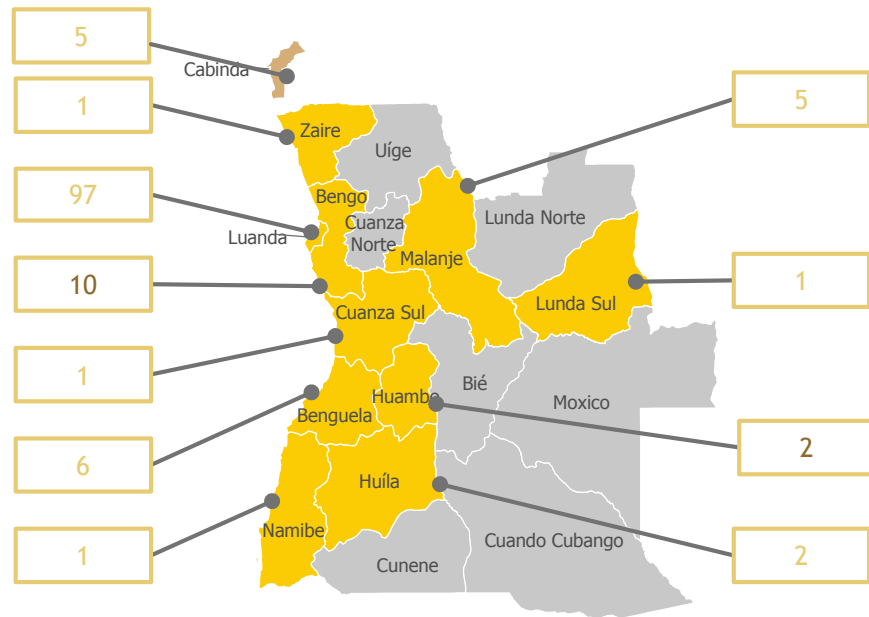 5
Cabinda
1
5
Zaire
Uíge
97
Bengo
Cuanza
Norte
Lunda Norte
Luanda
Malanje
10
1
Cuanza Sul
Lunda Sul
1
Bié
Huambo
Moxico
Benguela
2
6
Huíla
Namibe
Cuando Cubango
1
Cunene
2